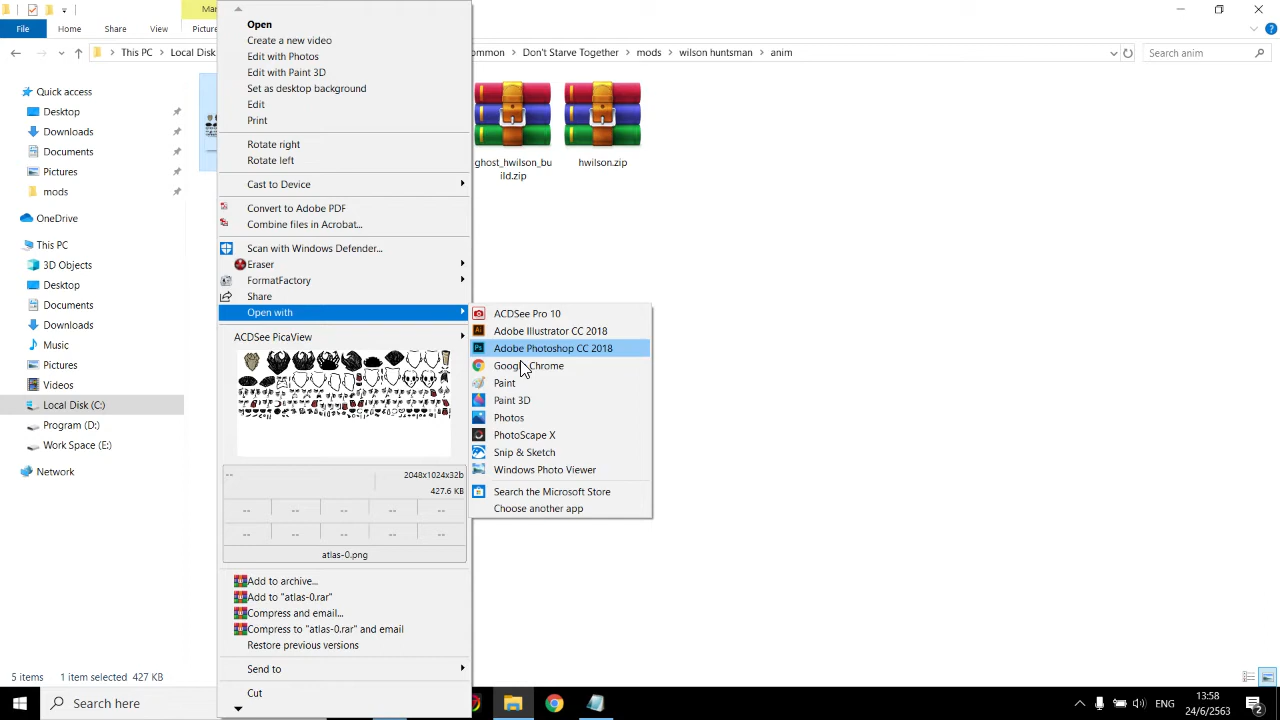 Man
File
Home
Share
View
Picture
This PC
Local Disk
ommon
Don't Starve Together
mods
wilson huntsman
anim
Search anim
Quick access
Desktop
Downloads
Documents
Pictures
mods
OneDrive
This PC
3D Objects
Desktop
Documents
Downloads
Music
Pictures
Videos
Local Disk (C:)
Program (D:)
Work Space (E:)
Network
Open
Create a new video
Edit with Photos
Edit with Paint 3D
Set as desktop background
Edit
Print
Rotate right
Rotate left
Cast to Device
Convert to Adobe PDF
Combine files in Acrobat...
Scan with Windows Defender...
Eraser
FormatFactory
Share
Open with
ACDSee PicaView
--
2048x1024x32b
427.6 KB
-- -- -- -- --
-- -- -- -- --
atlas-0.png
Add to archive...
Add to "atlas-0.rar"
Compress and email...
Compress to "atlas-0.rar" and email
Restore previous versions
Send to
Cut
ACDSee Pro 10
Adobe Illustrator CC 2018
Adobe Photoshop CC 2018
Google Chrome
Paint
Paint 3D
Photos
PhotoScape X
Snip & Sketch
Windows Photo Viewer
Search the Microsoft Store
Choose another app
ghost_hwilson_bu
ild.zip
hwilson.zip
5 items
1 item selected 427 KB
Search here
ENG
13:58
24/6/2563
2